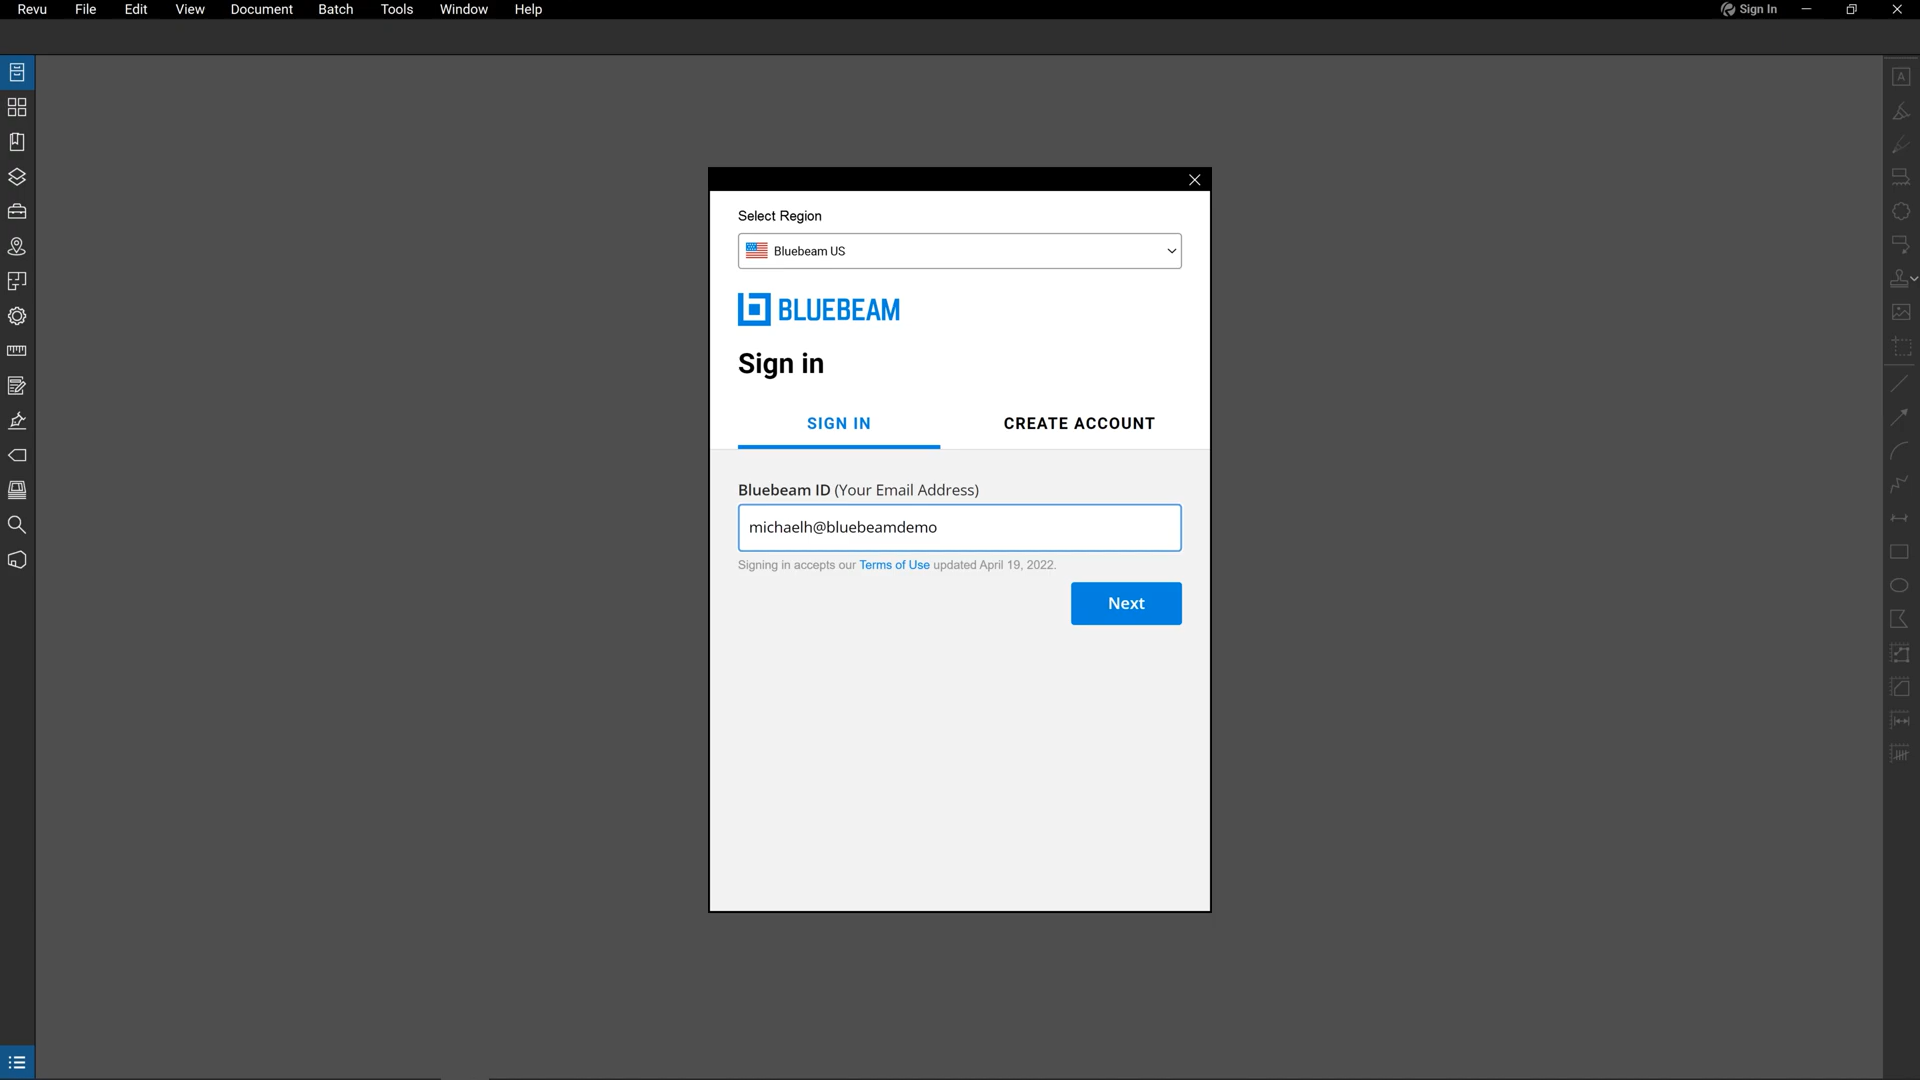 Revu File Edit View Document Batch Tools Window Help Sign In
Select Region
Bluebeam US
BLUEBEAM
Sign in
SIGN IN CREATE ACCOUNT
Bluebeam ID (Your Email Address)
michaelh@bluebeamdemo
Signing in accepts our Terms of Use updated April 19, 2022.
Next
A